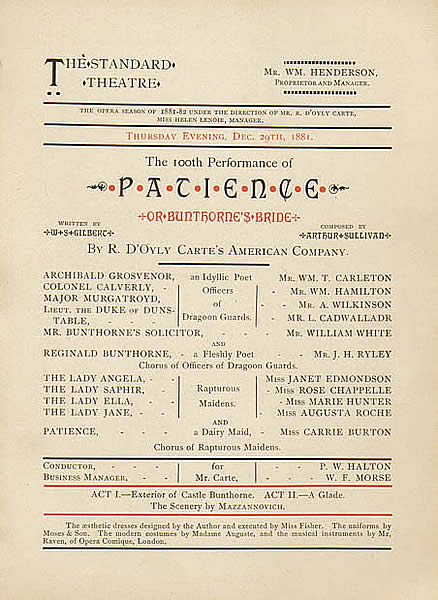 THE STANDARD
THEATRE
MR. WM. HENDERSON,
PROPRIETOR AND MANAGER.
THE OPERA SEASON OF 1881-82 UNDER THE DIRECTION OF MR. R. D'OYLY CARTE,
MISS HELEN LENOIR, MANAGER.
THURSDAY EVENING, DEC. 29TH, 1881.
The 100th Performance of
P·A·T·I·E·N·C·E
OR·BUNTHORNE'S·BRIDE
WRITTEN BY
W·S·GILBERT
COMPOSED BY
ARTHUR·SULLIVAN
BY R. D'OYLY CARTE'S AMERICAN COMPANY.
ARCHIBALD GROSVENOR, an Idyllic Poet MR. WM. T. CARLETON
COLONEL CALVERLY, - Officers - MR. WM. HAMILTON
MAJOR MURGATROYD, of - MR. A. WILKINSON
LIEUT. THE DUKE OF DUNS-
TABLE, - - Dragoon Guards. - MR. L. CADWALLADR
MR. BUNTHORNE'S SOLICITOR, - - MR. WILLIAM WHITE
AND
REGINALD BUNTHORNE, - a Fleshly Poet - MR. J. H. RYLEY
Chorus of Officers of Dragoon Guards.
THE LADY ANGELA, - MISS JANET EDMONDSON
THE LADY SAPHIR, - Rapturous - MISS ROSE CHAPPELLE
THE LADY ELLA, - Maidens. - MISS MARIE HUNTER
THE LADY JANE, - - MISS AUGUSTA ROCHE
AND
PATIENCE, - - a Dairy Maid, - MISS CARRIE BURTON
Chorus of Rapturous Maidens.
CONDUCTOR, - - - for - - P. W. HALTON
BUSINESS MANAGER, - - Mr. Carte, - - W. F. MORSE
ACT I.—Exterior of Castle Bunthorne. ACT II.—A Glade.
The Scenery by MAZZANNOVICH.
The æsthetic dresses designed by the Author and executed by Miss Fisher. The uniforms by
Moses & Son. The modern costumes by Madame Auguste, and the musical instruments by Mr,
Raven, of Opera Comique, London.